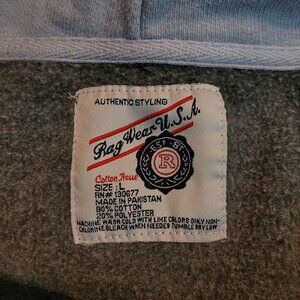 AUTHENTIC STYLING
Rag Wear U.S.A.
EST 81
R
Cotton House
SIZE: L
RN# 130677
MADE IN PAKISTAN
80% COTTON
20% POLYESTER
MACHINE WASH COLD WITH LIKE COLORS ONLY NON-
CHLORINE BLEACH WHEN NEEDED TUMBLE DRY LOW